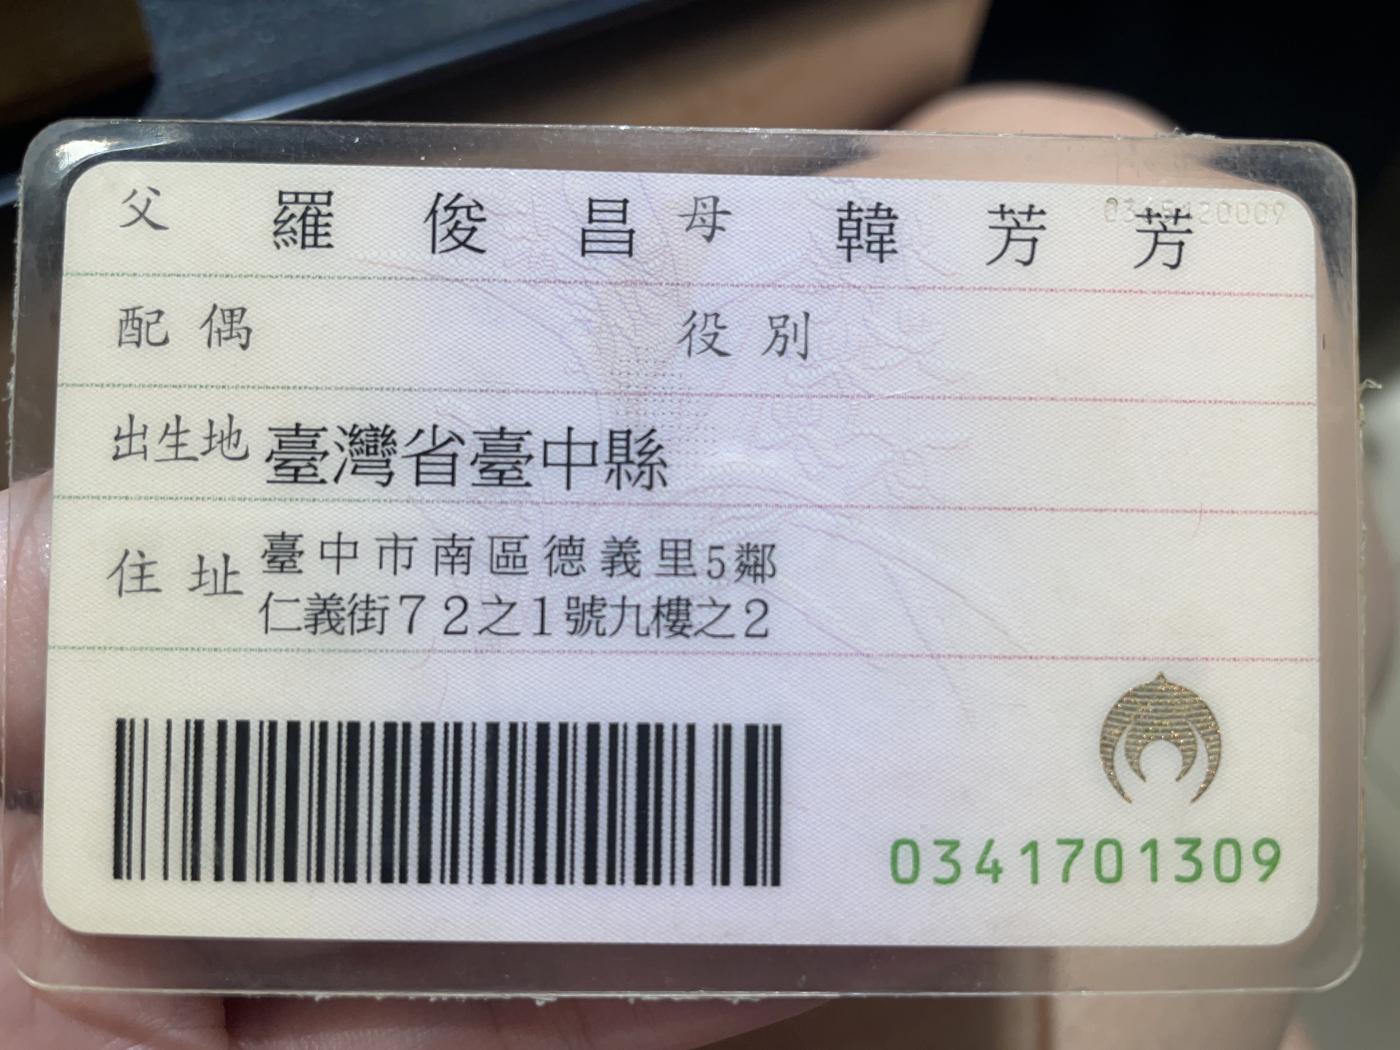 父 羅俊昌 母 韓芳芳
配偶 役別
出生地 臺灣省臺中縣
住址 臺中市南區德義里5鄰
仁義街72之1號九樓之2
0341701309